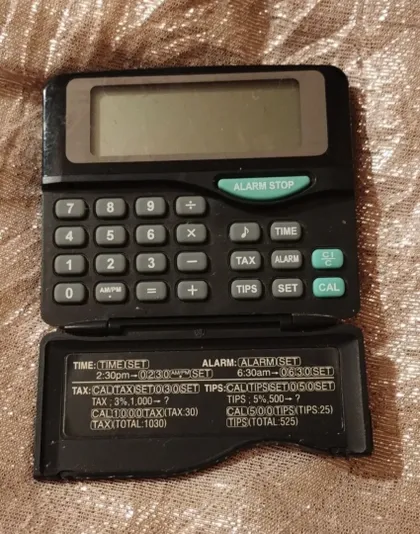 ALARM STOP
7 8 9 ÷
4 5 6 × ♪ TIME
1 2 3 − TAX ALARM CI/C
0 AM/PM . = + TIPS SET CAL
TIME: TIME SET ALARM: ALARM SET
2:30pm→ 0 2 3 0 AM/PM SET 6:30am→ 0 6 3 0 SET
TAX: CAL TAX SET 0 3 0 SET TIPS: CAL TIPS SET 0 5 0 SET
TAX ; 3%,1.000→ ? TIPS ; 5%,500→ ?
CAL 1 0 0 0 TAX (TAX:30) CAL 5 0 0 TIPS (TIPS:25)
TAX (TOTAL:1030) TIPS (TOTAL:525)